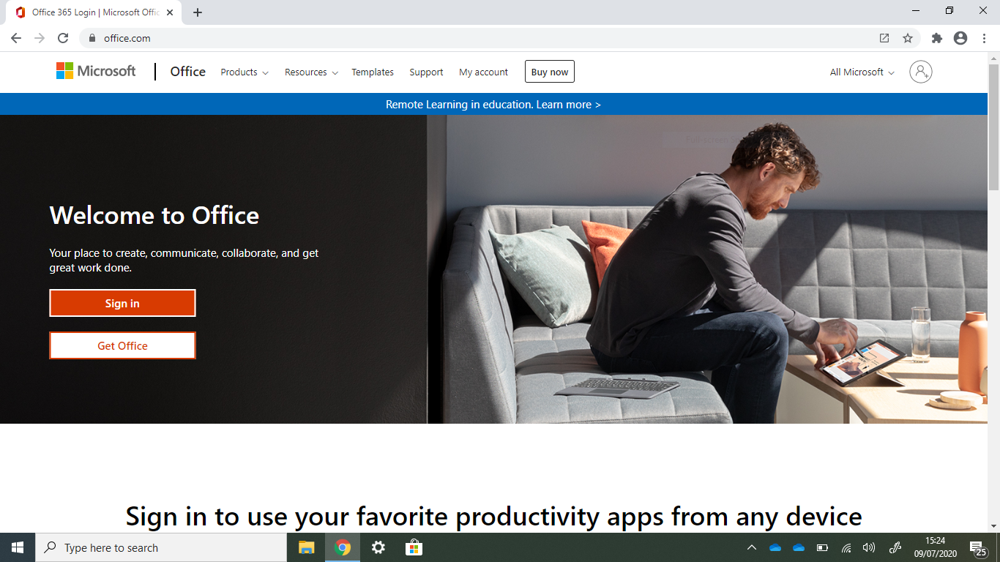 Office 365 Login | Microsoft Offic
office.com
Microsoft
Office
Products
Resources
Templates
Support
My account
Buy now
All Microsoft
Remote Learning in education. Learn more >
Welcome to Office
Your place to create, communicate, collaborate, and get
great work done.
Sign in
Get Office
Sign in to use your favorite productivity apps from any device
Type here to search
15:24
09/07/2020
25